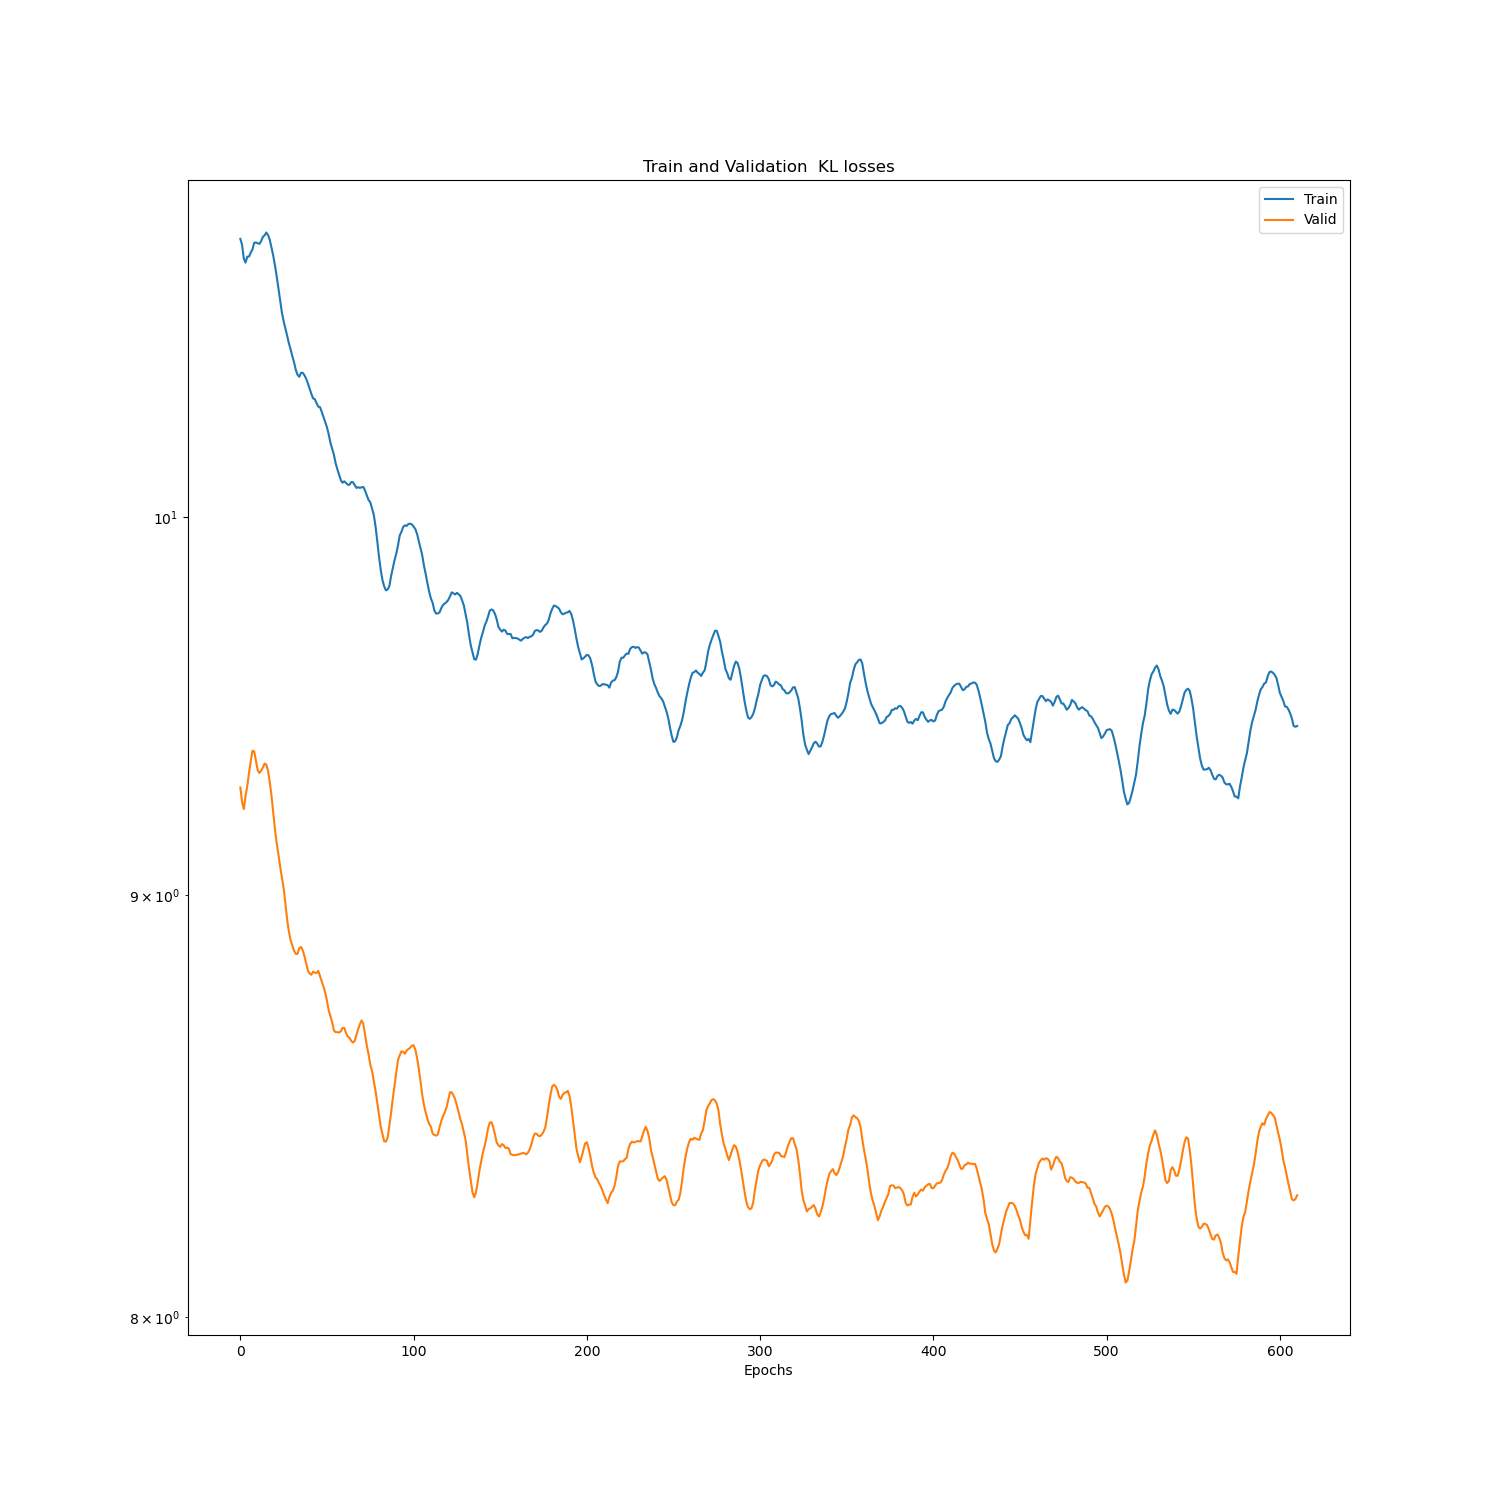 Train and Validation  KL losses
Train
Valid
10¹
9 × 10⁰
8 × 10⁰
0 100 200 300 400 500 600
Epochs